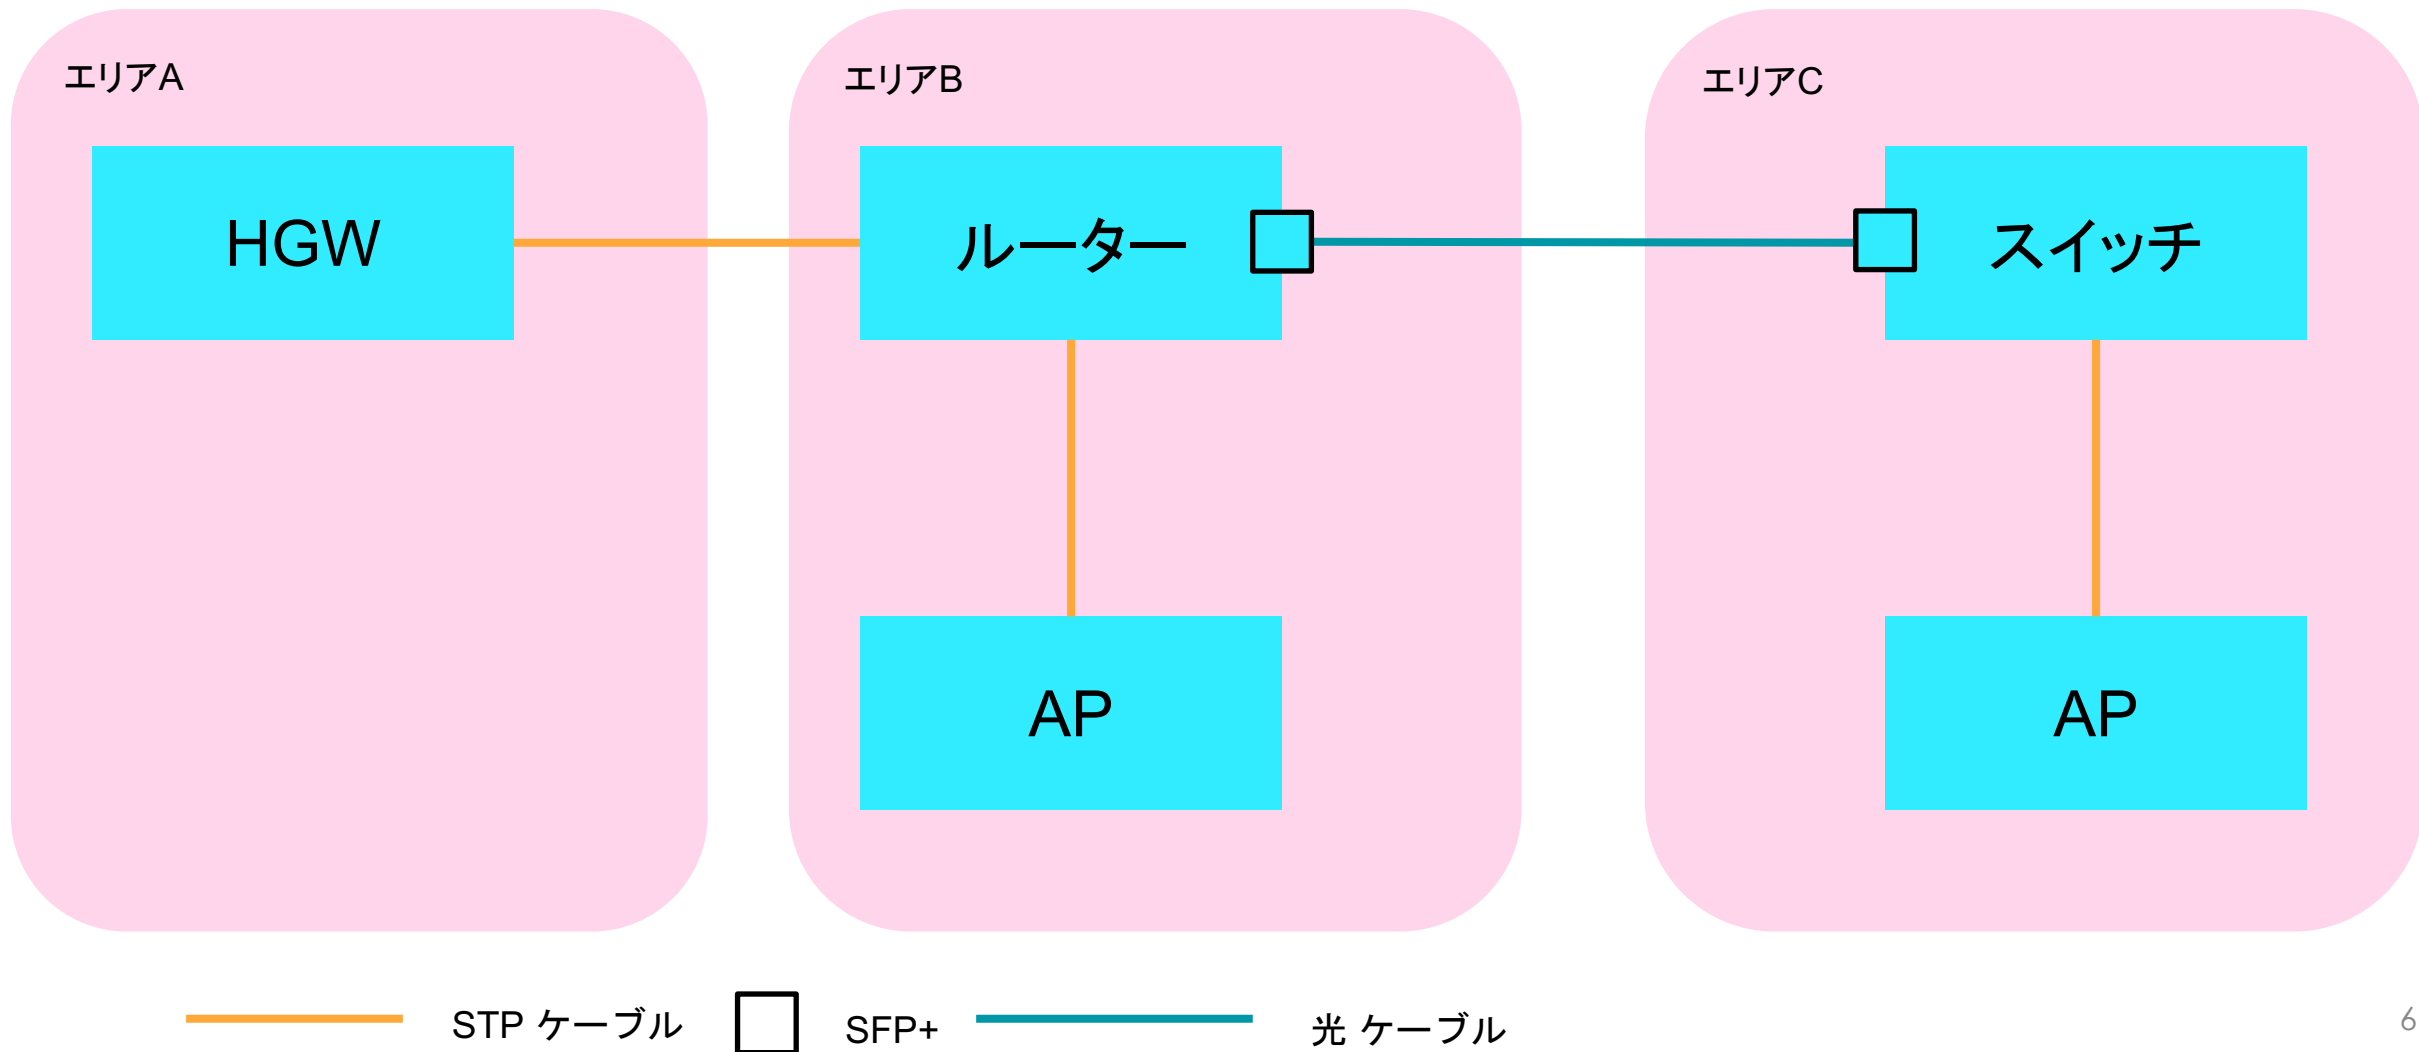 エリアA
エリアB
エリアC
HGW
ルーター
スイッチ
AP
AP
STP ケーブル
SFP+
光 ケーブル
6